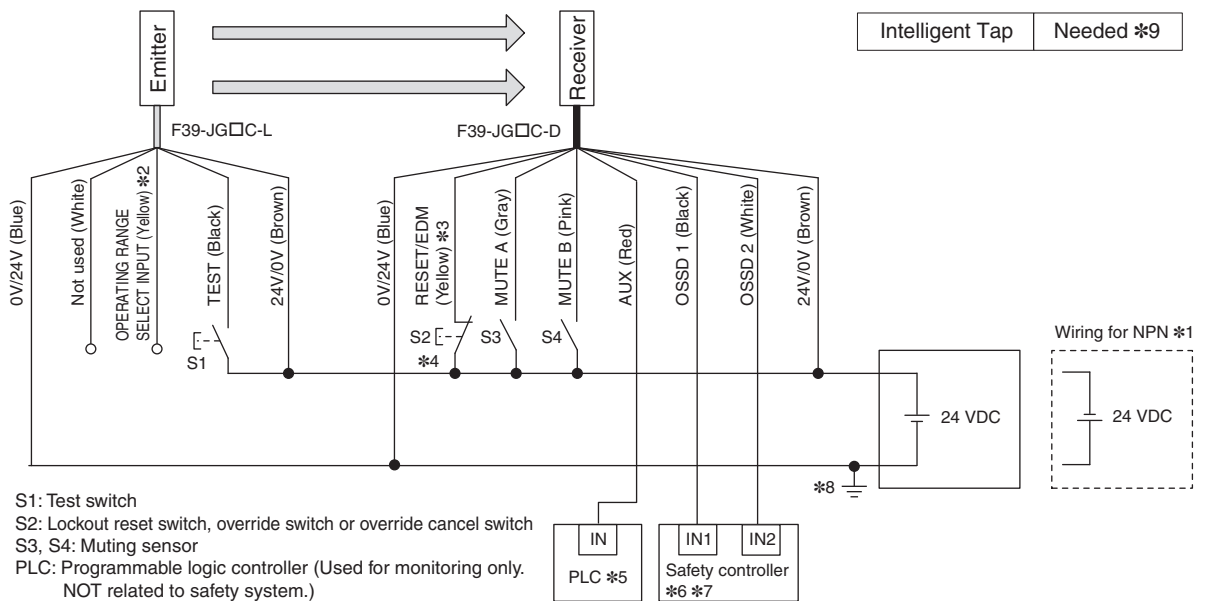 Intelligent Tap Needed ✻9
Emitter
Receiver
F39-JG□C-L
F39-JG□C-D
0V/24V (Blue)
Not used (White)
OPERATING RANGE
SELECT INPUT (Yellow) ✻2
TEST (Black)
24V/0V (Brown)
0V/24V (Blue)
RESET/EDM
(Yellow) ✻3
MUTE A (Gray)
MUTE B (Pink)
AUX (Red)
OSSD 1 (Black)
OSSD 2 (White)
24V/0V (Brown)
S1
S2
✻4
S3
S4
Wiring for NPN ✻1
24 VDC
24 VDC
✻8
S1: Test switch
S2: Lockout reset switch, override switch or override cancel switch
S3, S4: Muting sensor
PLC: Programmable logic controller (Used for monitoring only.
NOT related to safety system.)
IN
PLC ✻5
IN1
IN2
Safety controller
✻6 ✻7